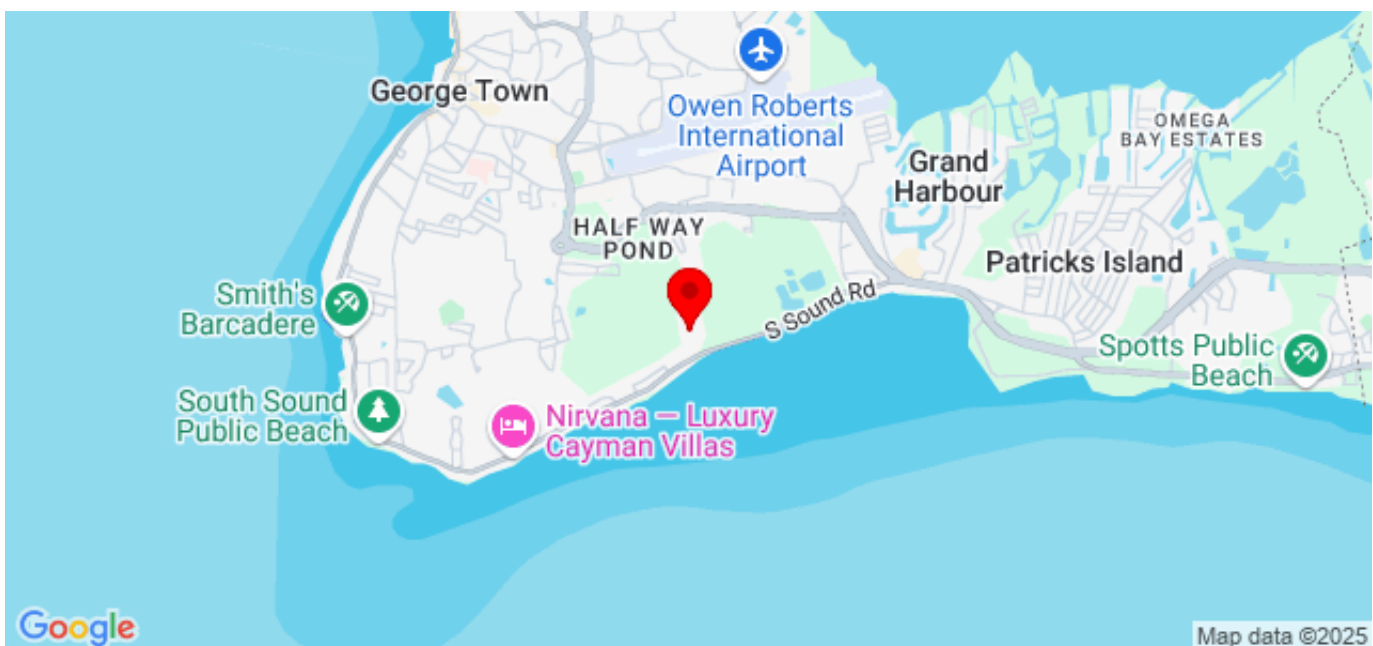 George Town
Owen Roberts
International
Airport
OMEGA
BAY ESTATES
Grand
Harbour
HALF WAY
POND
Patricks Island
Smith's
Barcadere
S Sound Rd
Spotts Public
Beach
South Sound
Public Beach
Nirvana — Luxury
Cayman Villas
Google
Map data ©2025